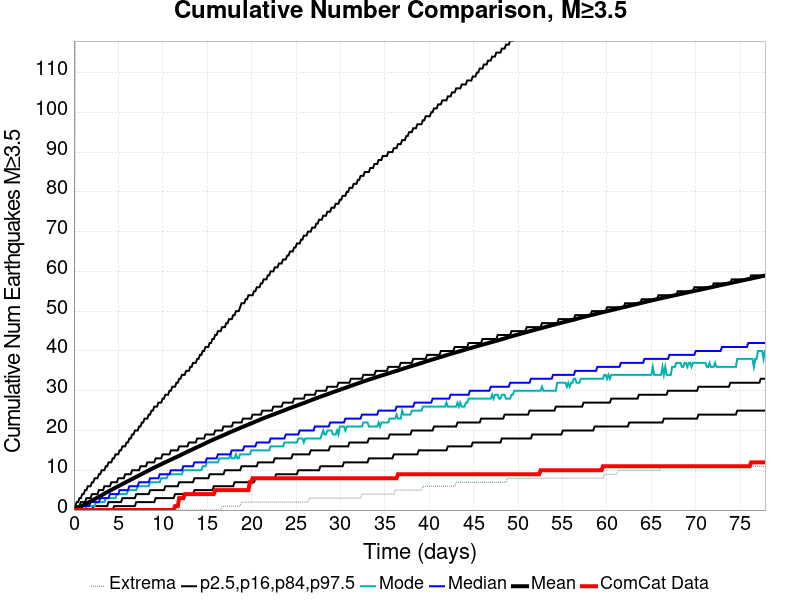 Cumulative Number Comparison, M≥3.5
Cumulative Num Earthquakes M≥3.5
110
100
90
80
70
60
50
40
30
20
10
0
0 5 10 15 20 25 30 35 40 45 50 55 60 65 70 75
Time (days)
Extrema p2.5,p16,p84,p97.5 Mode Median Mean ComCat Data